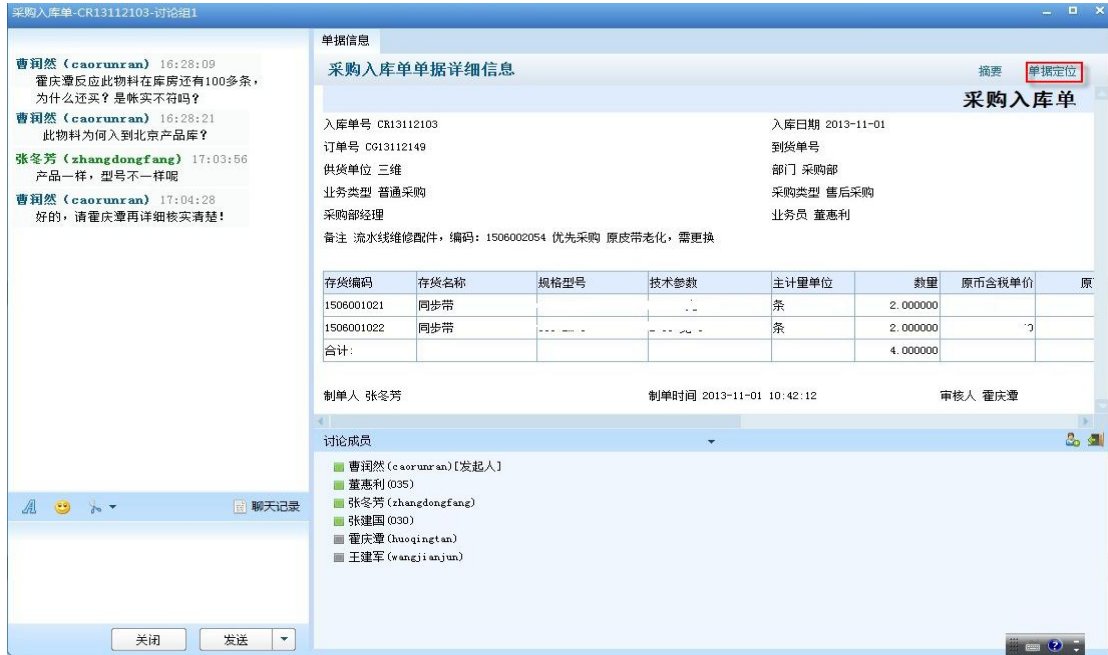 采购入库单-CR13112103-讨论组1
曹润然 (caorunran) 16:28:09
霍庆潭反应此物料在库房还有100多条，
为什么还买？是帐实不符吗？
曹润然 (caorunran) 16:28:21
此物料为何入到北京产品库？
张冬芳 (zhangdongfang) 17:03:56
产品一样，型号不一样呢
曹润然 (caorunran) 17:04:28
好的，请霍庆潭再详细核实清楚！
聊天记录
关闭 发送
单据信息
采购入库单单据详细信息 摘要 单据定位
采购入库单
入库单号 CR13112103 入库日期 2013-11-01
订单号 CG13112149 到货单号
供货单位 三维 部门 采购部
业务类型 普通采购 采购类型 售后采购
采购部经理 业务员 董惠利
备注 流水线维修配件，编码：1506002054 优先采购 原皮带老化，需更换
存货编码 存货名称 规格型号 技术参数 主计量单位 数量 原币含税单价 原
1506001021 同步带 条 2.000000
1506001022 同步带 条 2.000000
合计: 4.000000
制单人 张冬芳 制单时间 2013-11-01 10:42:12 审核人 霍庆潭
讨论成员
曹润然(caorunran)[发起人]
董惠利(035)
张冬芳(zhangdongfang)
张建国(030)
霍庆潭(huoqingtan)
王建军(wangjianjun)